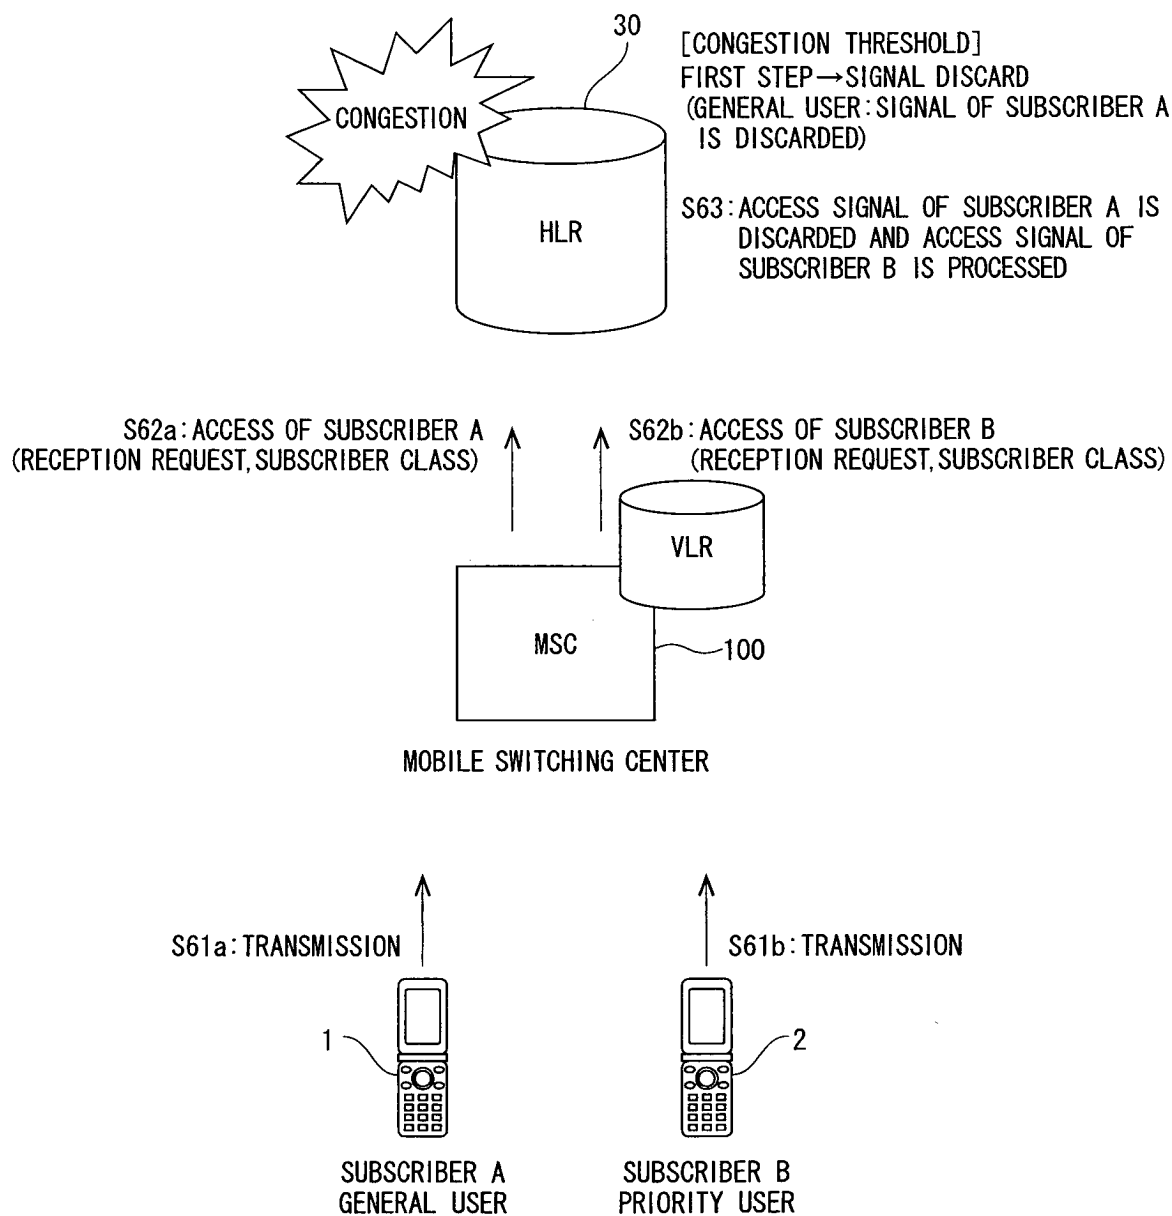 30
[CONGESTION THRESHOLD]
FIRST STEP→SIGNAL DISCARD
(GENERAL USER:SIGNAL OF SUBSCRIBER A
IS DISCARDED)
CONGESTION
HLR
S63:ACCESS SIGNAL OF SUBSCRIBER A IS
DISCARDED AND ACCESS SIGNAL OF
SUBSCRIBER B IS PROCESSED
S62a:ACCESS OF SUBSCRIBER A
(RECEPTION REQUEST,SUBSCRIBER CLASS)
S62b:ACCESS OF SUBSCRIBER B
(RECEPTION REQUEST,SUBSCRIBER CLASS)
VLR
MSC
100
MOBILE SWITCHING CENTER
S61a:TRANSMISSION
S61b:TRANSMISSION
1
2
SUBSCRIBER A
GENERAL USER
SUBSCRIBER B
PRIORITY USER